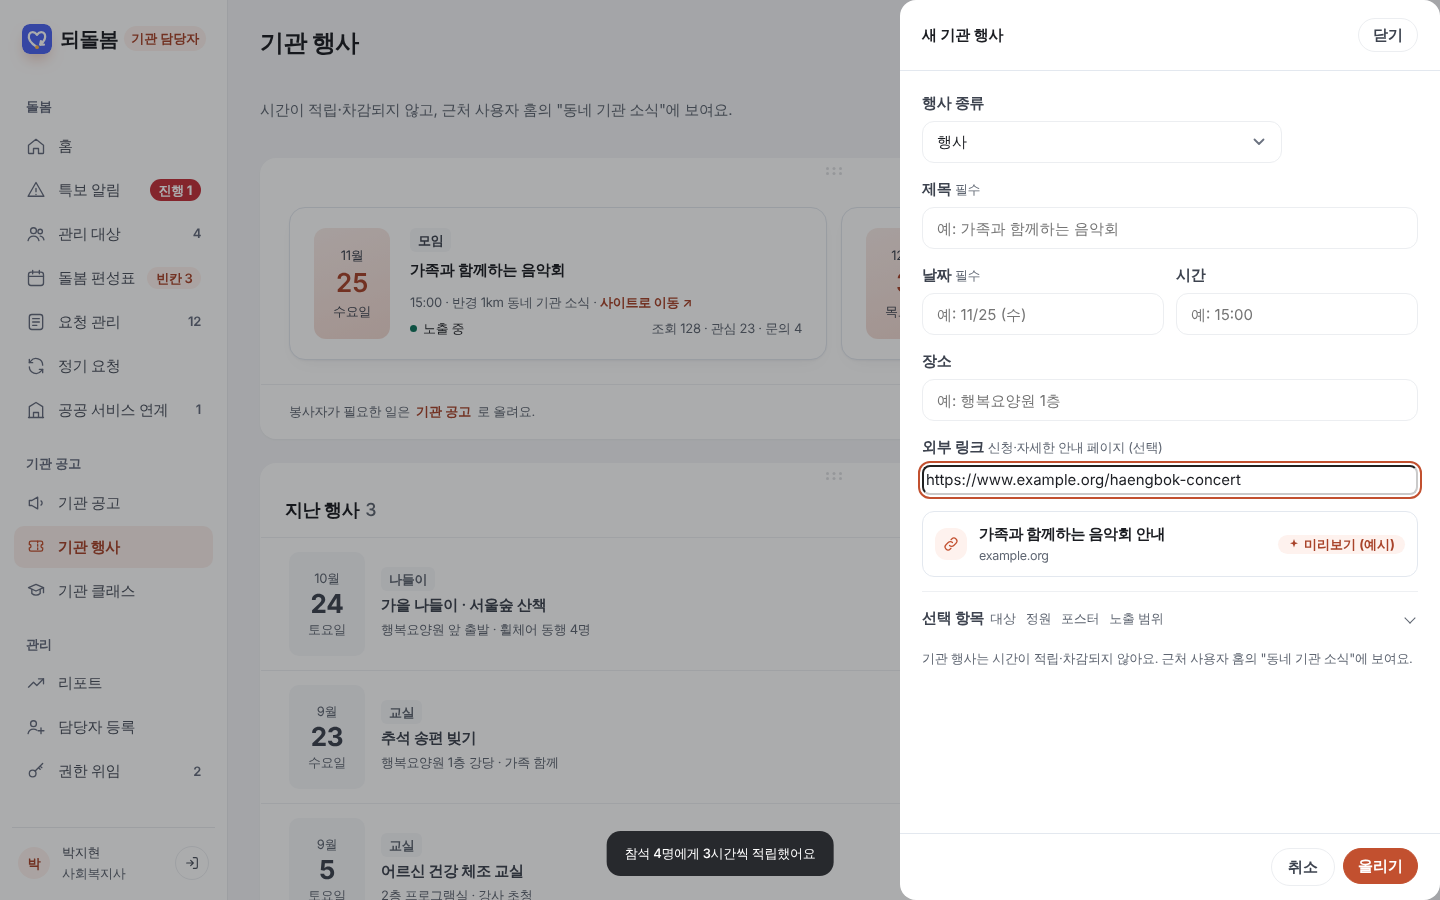 되돌봄 기관 담당자
돌봄
홈
특보 알림 진행 1
관리 대상 4
돌봄 편성표 빈칸 3
요청 관리 12
정기 요청
공공 서비스 연계 1
기관 공고
기관 공고
기관 행사
기관 클래스
관리
리포트
담당자 등록
권한 위임 2
박 박지현
사회복지사
기관 행사
시간이 적립·차감되지 않고, 근처 사용자 홈의 "동네 기관 소식"에 보여요.
11월
25
수요일
모임
가족과 함께하는 음악회
15:00 · 반경 1km 동네 기관 소식 · 사이트로 이동 ↗
노출 중 조회 128 · 관심 23 · 문의 4
봉사자가 필요한 일은 기관 공고 로 올려요.
지난 행사 3
10월
24
토요일
나들이
가을 나들이 · 서울숲 산책
행복요양원 앞 출발 · 휠체어 동행 4명
9월
23
수요일
교실
추석 송편 빚기
행복요양원 1층 강당 · 가족 함께
9월
5
토요일
교실
어르신 건강 체조 교실
2층 프로그램실 · 강사 초청
참석 4명에게 3시간씩 적립했어요
새 기관 행사 닫기
행사 종류
행사
제목 필수
예: 가족과 함께하는 음악회
날짜 필수 시간
예: 11/25 (수) 예: 15:00
장소
예: 행복요양원 1층
외부 링크 신청·자세한 안내 페이지 (선택)
https://www.example.org/haengbok-concert
가족과 함께하는 음악회 안내
example.org
미리보기 (예시)
선택 항목 대상 정원 포스터 노출 범위
기관 행사는 시간이 적립·차감되지 않아요. 근처 사용자 홈의 "동네 기관 소식"에 보여요.
취소 올리기